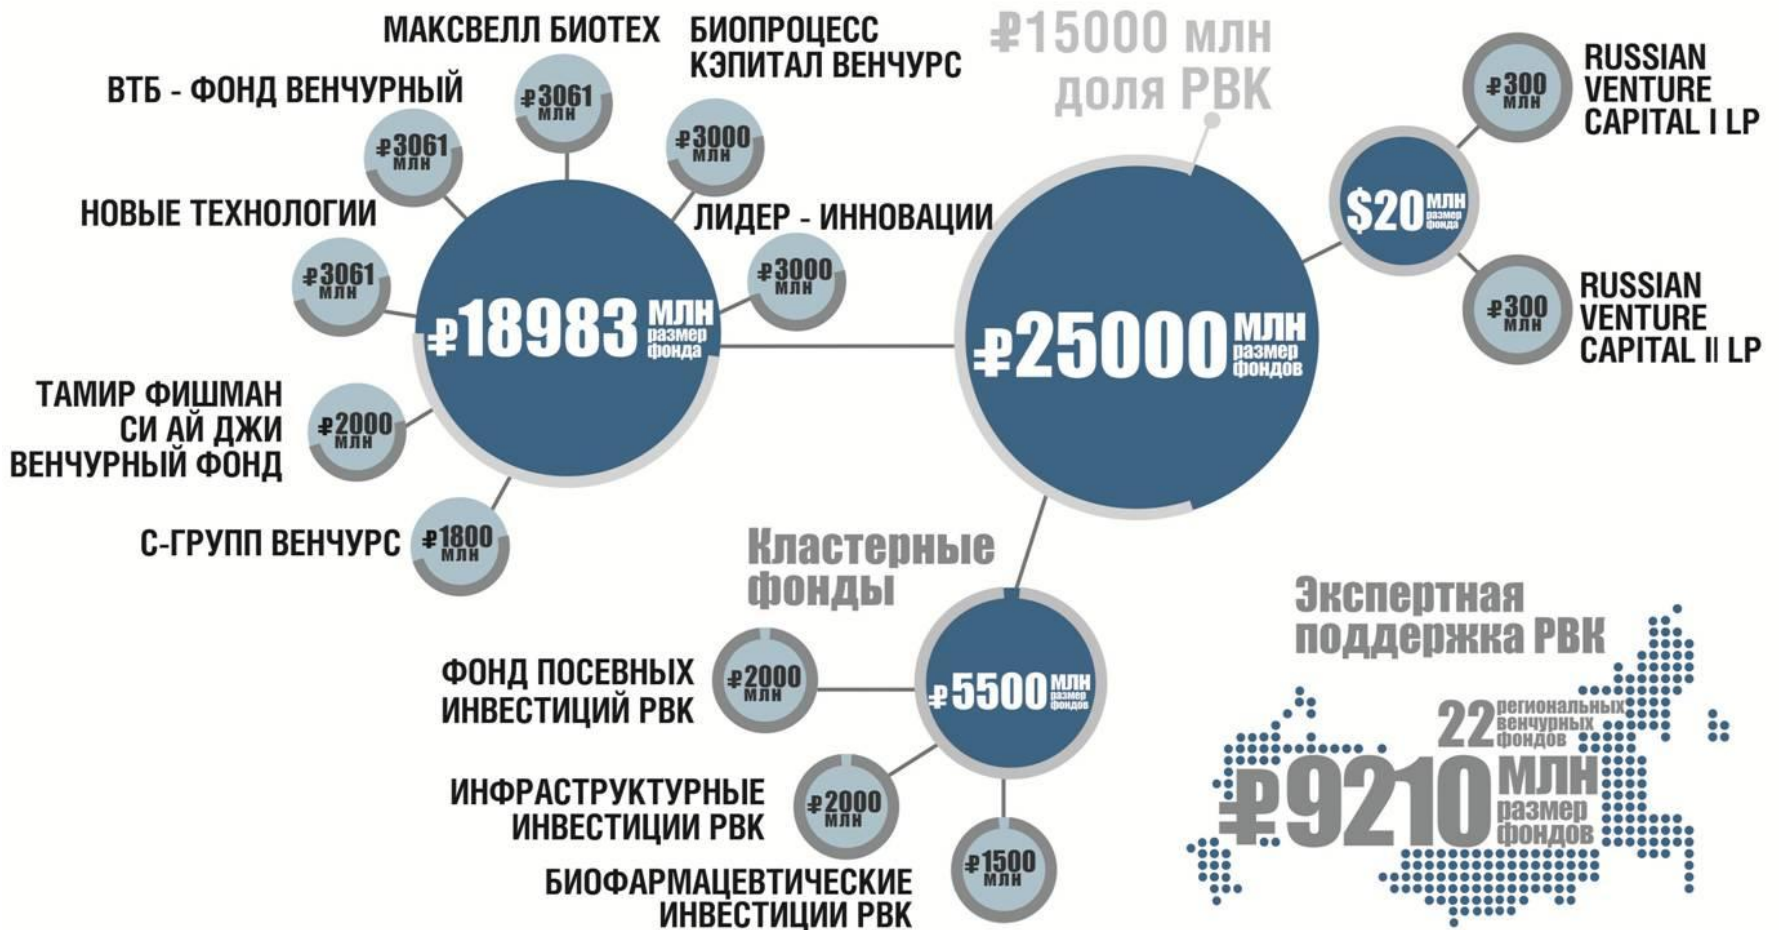 МАКСВЕЛЛ БИОТЕХ
₽3061
МЛН
БИОПРОЦЕСС
КЭПИТАЛ ВЕНЧУРС
₽3000
МЛН
ВТБ - ФОНД ВЕНЧУРНЫЙ
₽3061
МЛН
НОВЫЕ ТЕХНОЛОГИИ
₽3061
МЛН
ЛИДЕР - ИННОВАЦИИ
₽3000
МЛН
₽18983 МЛН
размер
фонда
ТАМИР ФИШМАН
СИ АЙ ДЖИ
ВЕНЧУРНЫЙ ФОНД
₽2000
МЛН
С-ГРУПП ВЕНЧУРС
₽1800
МЛН
₽15000 млн
доля РВК
₽25000 МЛН
размер
фондов
$20 МЛН
размер
фонда
₽300
МЛН
RUSSIAN
VENTURE
CAPITAL I LP
₽300
МЛН
RUSSIAN
VENTURE
CAPITAL II LP
Кластерные
фонды
₽5500 МЛН
размер
фондов
ФОНД ПОСЕВНЫХ
ИНВЕСТИЦИЙ РВК
₽2000
МЛН
ИНФРАСТРУКТУРНЫЕ
ИНВЕСТИЦИИ РВК
₽2000
МЛН
БИОФАРМАЦЕВТИЧЕСКИЕ
ИНВЕСТИЦИИ РВК
₽1500
МЛН
Экспертная
поддержка РВК
22 региональных
венчурных
фондов
₽9210 МЛН
размер
фондов